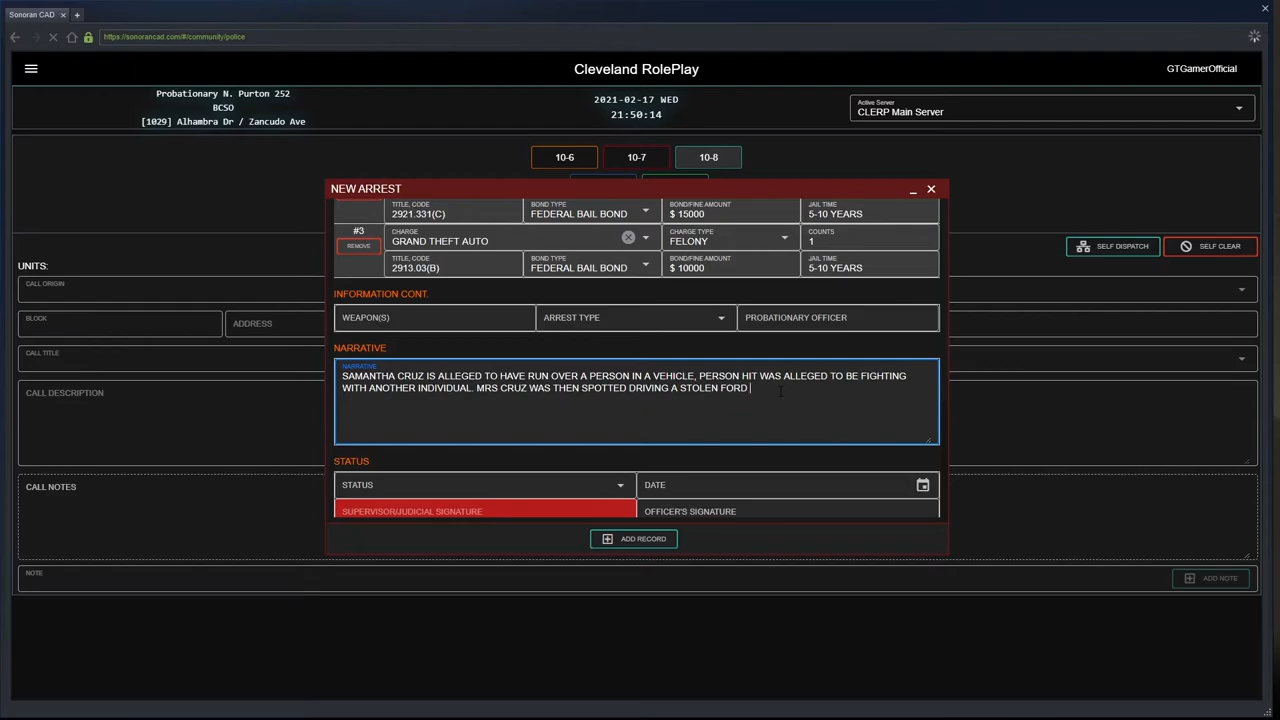 Sonoran CAD
https://sonorancad.com/#/community/police
Cleveland RolePlay
GTGamerOfficial
Probationary N. Purton 252
BCSO
[1029] Alhambra Dr / Zancudo Ave
2021-02-17 WED
21:50:14
Active Server
CLERP Main Server
10-6
10-7
10-8
NEW ARREST
TITLE, CODE
2921.331(C)
BOND TYPE
FEDERAL BAIL BOND
BOND/FINE AMOUNT
$ 15000
JAIL TIME
5-10 YEARS
#3
REMOVE
CHARGE
GRAND THEFT AUTO
CHARGE TYPE
FELONY
COUNTS
1
TITLE, CODE
2913.03(B)
BOND TYPE
FEDERAL BAIL BOND
BOND/FINE AMOUNT
$ 10000
JAIL TIME
5-10 YEARS
INFORMATION CONT.
WEAPON(S)
ARREST TYPE
PROBATIONARY OFFICER
NARRATIVE
NARRATIVE
SAMANTHA CRUZ IS ALLEGED TO HAVE RUN OVER A PERSON IN A VEHICLE, PERSON HIT WAS ALLEGED TO BE FIGHTING
WITH ANOTHER INDIVIDUAL. MRS CRUZ WAS THEN SPOTTED DRIVING A STOLEN FORD
STATUS
STATUS
DATE
SUPERVISOR/JUDICIAL SIGNATURE
OFFICER'S SIGNATURE
ADD RECORD
SELF DISPATCH
SELF CLEAR
UNITS:
CALL ORIGIN
BLOCK
ADDRESS
CALL TITLE
CALL DESCRIPTION
CALL NOTES
NOTE
ADD NOTE